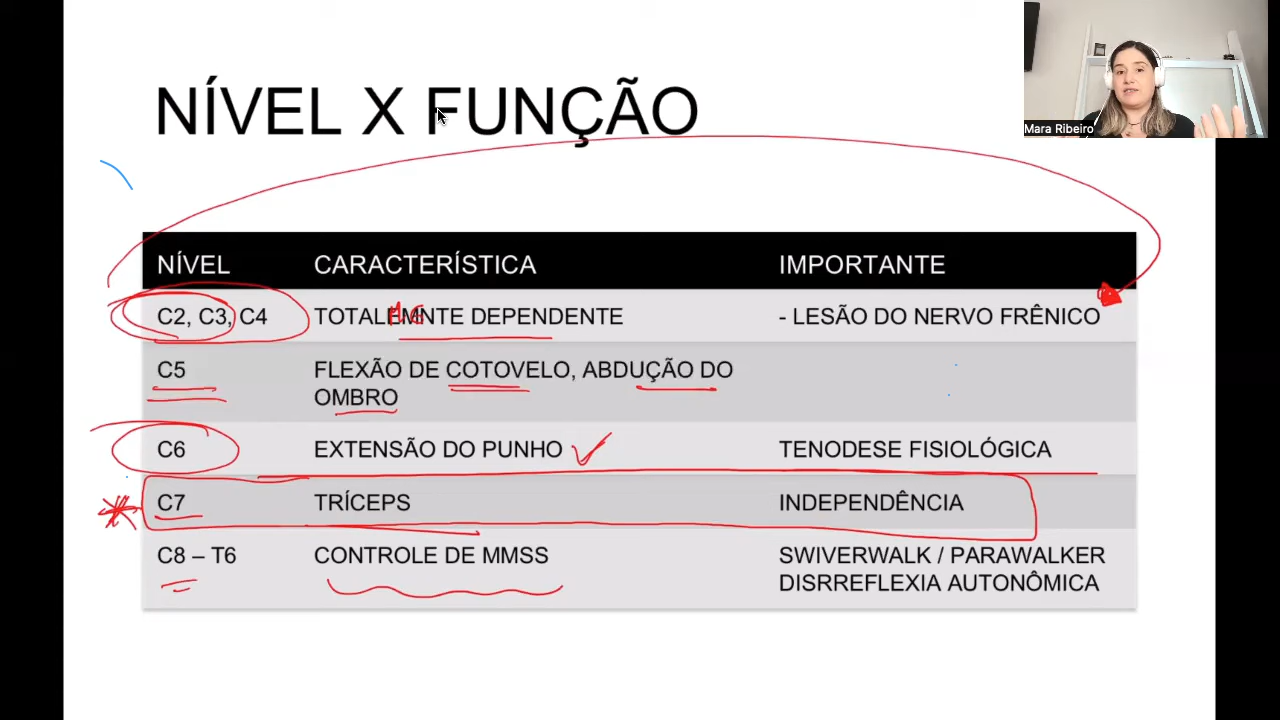 Mara Ribeiro
NÍVEL X FUNÇÃO
NÍVEL CARACTERÍSTICA IMPORTANTE
C2, C3, C4 TOTALEMNTE DEPENDENTE - LESÃO DO NERVO FRÊNICO
C5 FLEXÃO DE COTOVELO, ABDUÇÃO DO
OMBRO
C6 EXTENSÃO DO PUNHO TENODESE FISIOLÓGICA
C7 TRÍCEPS INDEPENDÊNCIA
C8 – T6 CONTROLE DE MMSS SWIVERWALK / PARAWALKER
DISRREFLEXIA AUTONÔMICA